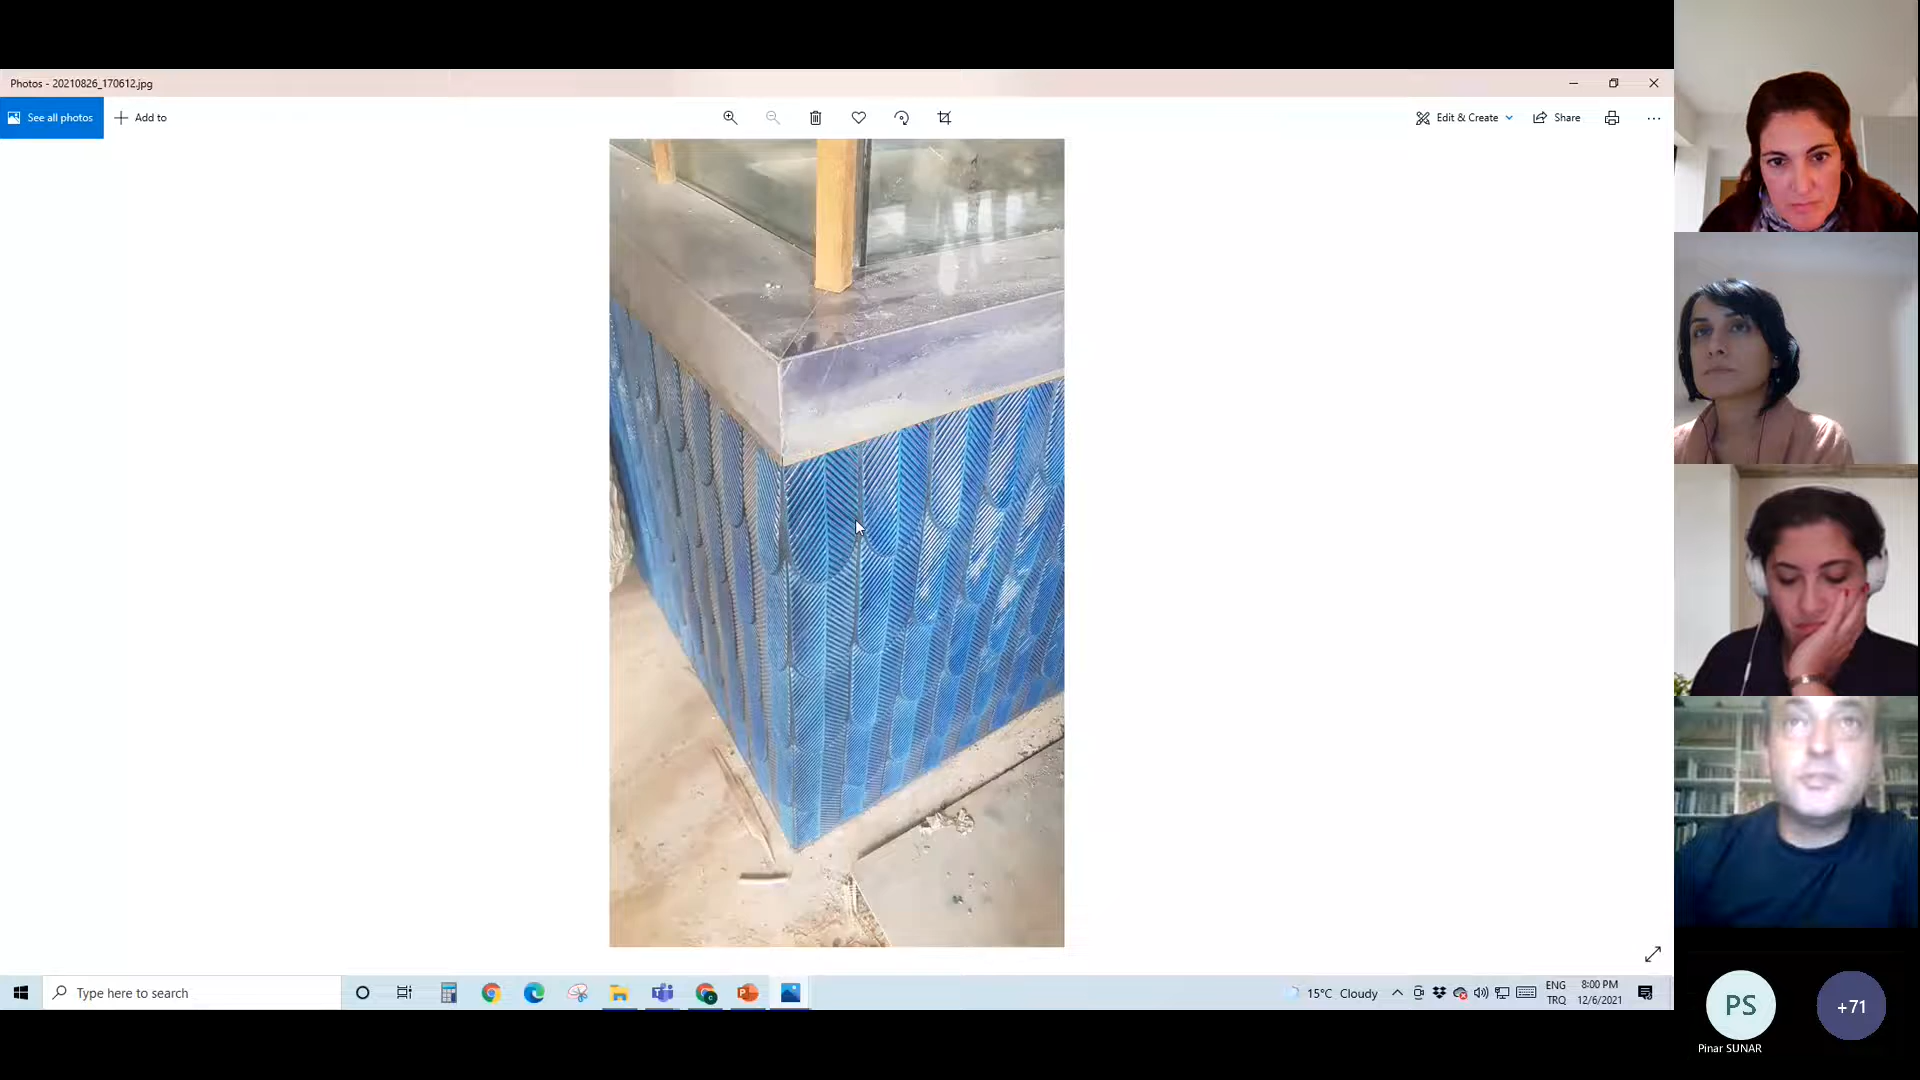 Photos - 20210826_170612.jpg
See all photos
Add to
Edit & Create
Share
Type here to search
15°C Cloudy
ENG
TRQ
8:00 PM
12/6/2021
PS
Pinar SUNAR
+71